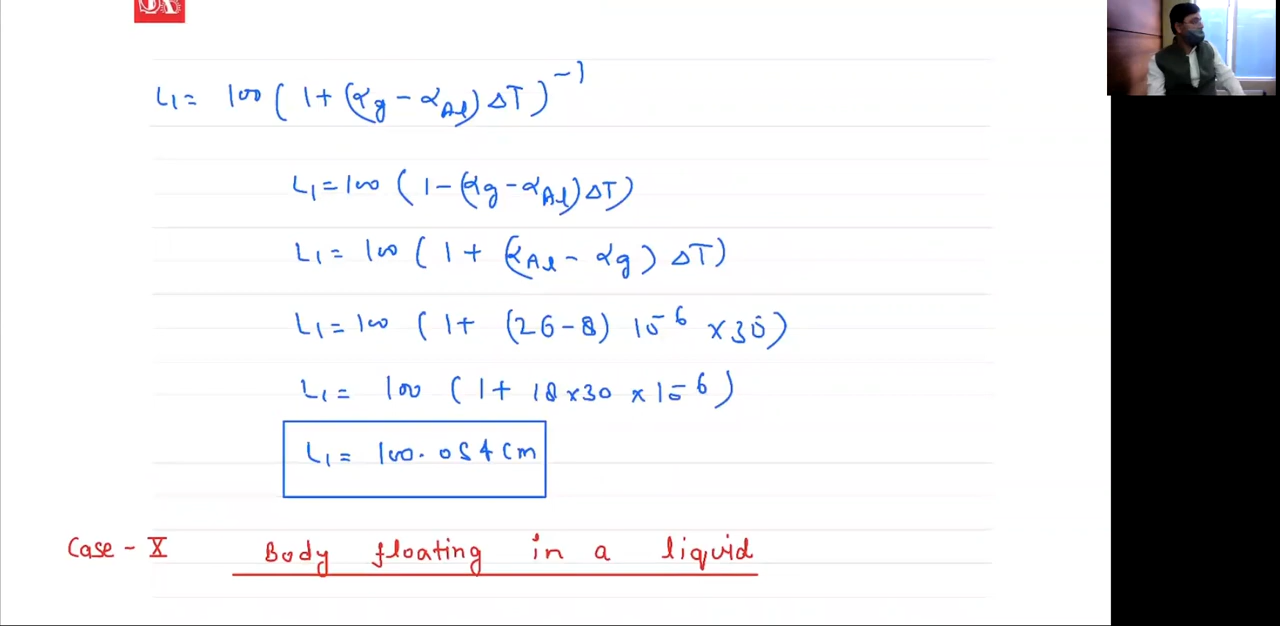 L₁ = 100 ( 1 + (αg − αAl) ΔT )⁻¹
L₁ = 100 ( 1 − (αg − αAl) ΔT )
L₁ = 100 ( 1 + (αAl − αg ) ΔT )
L₁ = 100 ( 1 + (26 − 8) 10⁻⁶ × 30 )
L₁ = 100 ( 1 + 18 × 30 × 10⁻⁶ )
L₁ = 100.054 cm
Case - X Body floating in a liquid